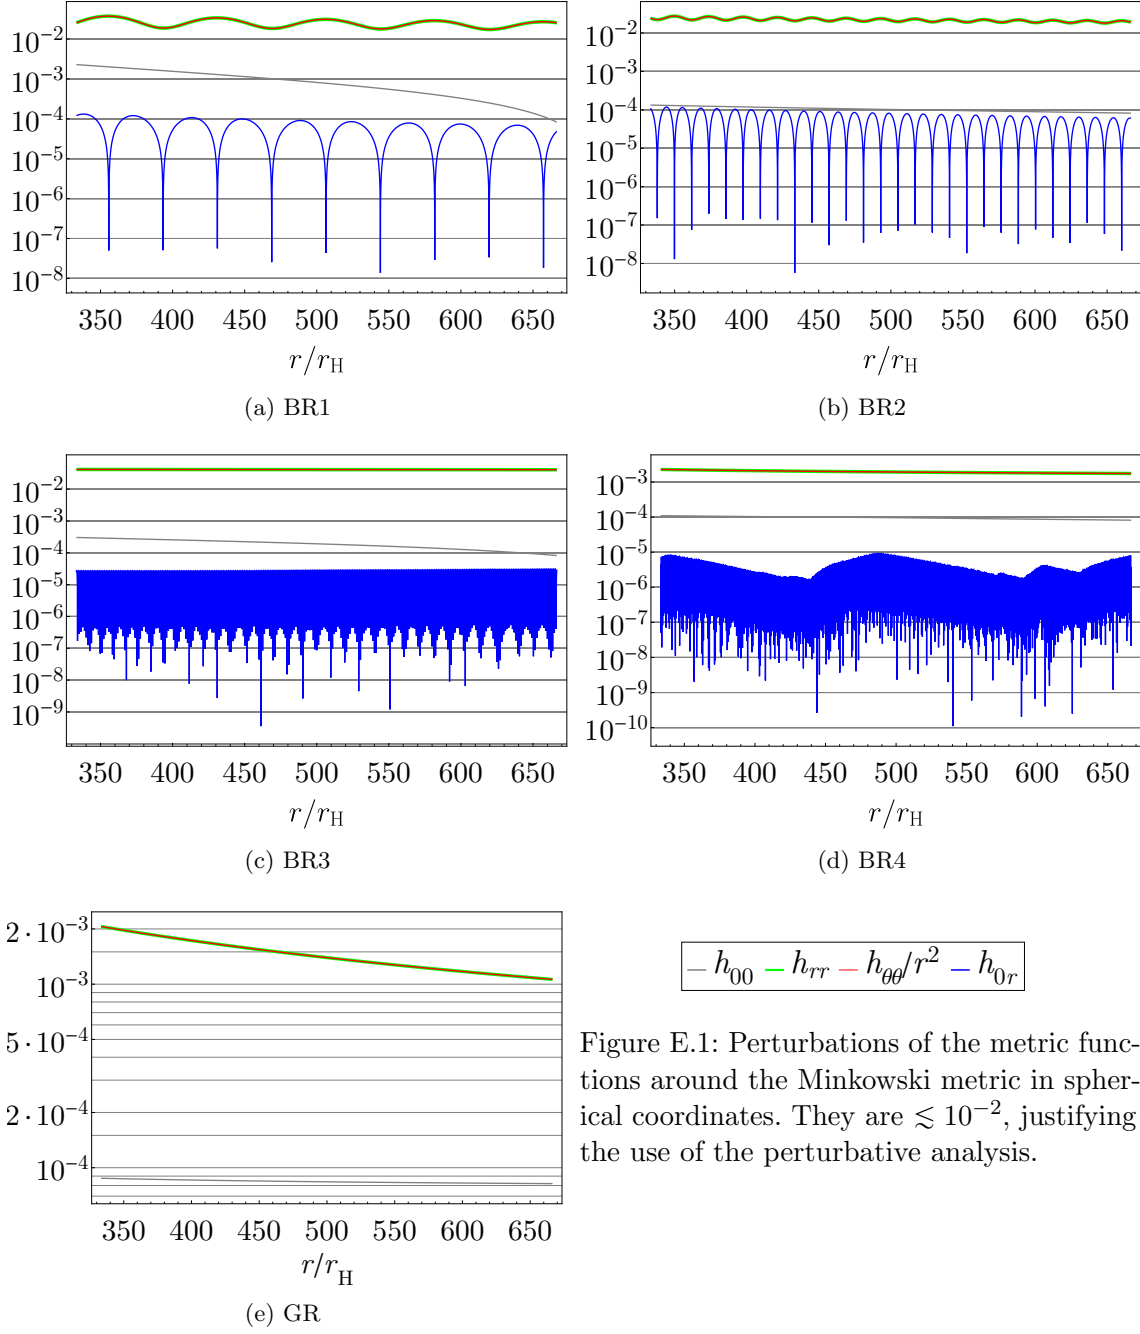 10⁻² 10⁻³ 10⁻⁴ 10⁻⁵ 10⁻⁶ 10⁻⁷ 10⁻⁸
350 400 450 500 550 600 650
r/r_H
(a) BR1
10⁻² 10⁻³ 10⁻⁴ 10⁻⁵ 10⁻⁶ 10⁻⁷ 10⁻⁸
350 400 450 500 550 600 650
r/r_H
(b) BR2
10⁻² 10⁻³ 10⁻⁴ 10⁻⁵ 10⁻⁶ 10⁻⁷ 10⁻⁸ 10⁻⁹
350 400 450 500 550 600 650
r/r_H
(c) BR3
10⁻³ 10⁻⁴ 10⁻⁵ 10⁻⁶ 10⁻⁷ 10⁻⁸ 10⁻⁹ 10⁻¹⁰
350 400 450 500 550 600 650
r/r_H
(d) BR4
2·10⁻³ 10⁻³ 5·10⁻⁴ 2·10⁻⁴ 10⁻⁴
350 400 450 500 550 600 650
r/r_H
(e) GR
h₀₀ h_rr h_θθ/r² h₀r
Figure E.1: Perturbations of the metric func-
tions around the Minkowski metric in spher-
ical coordinates. They are ≲ 10⁻², justifying
the use of the perturbative analysis.